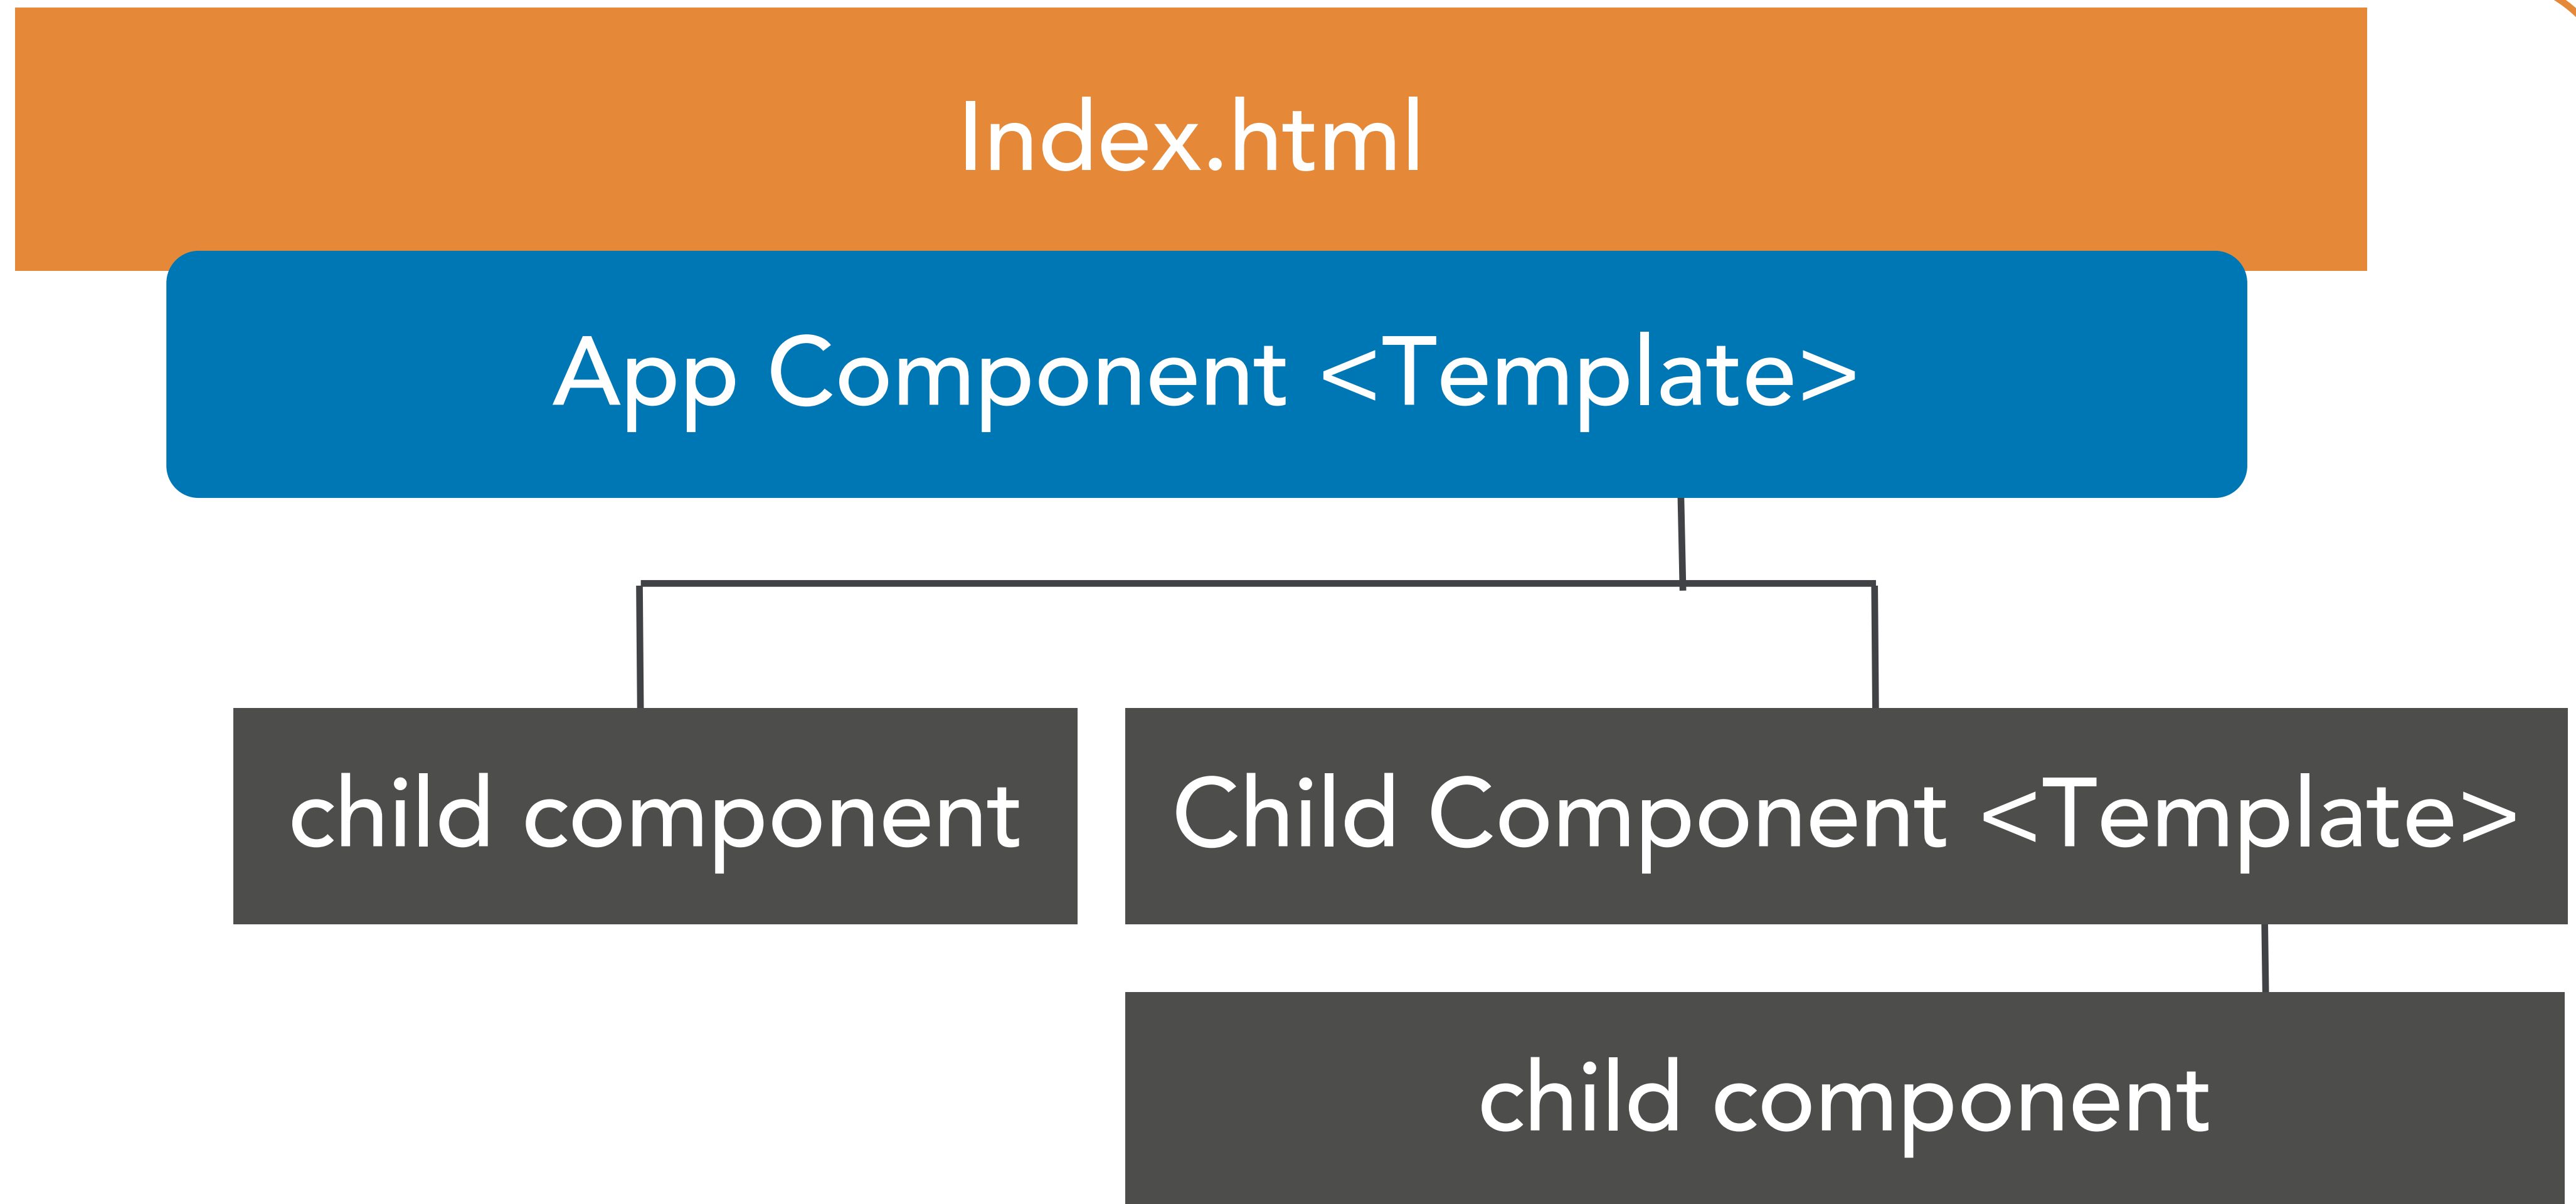 Index.html
App Component <Template>
child component
Child Component <Template>
child component